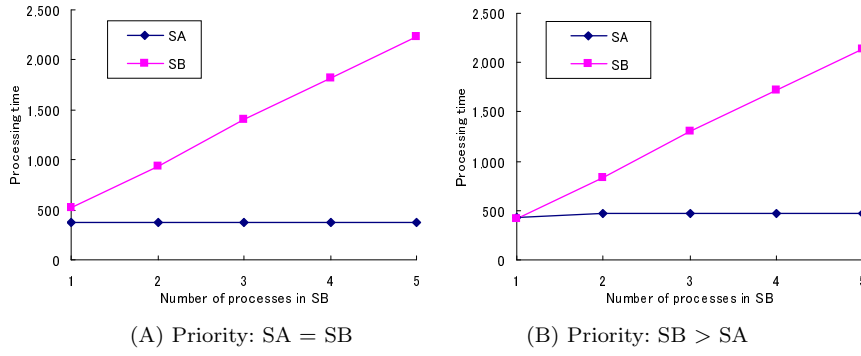 2.500
2.000
1.500
1.000
500
0
Processing time
SA
SB
1 2 3 4 5
Number of processes in SB
(A) Priority: SA = SB
2.500
2.000
1.500
1.000
500
0
Processing time
SA
SB
1 2 3 4 5
Number of processes in SB
(B) Priority: SB > SA